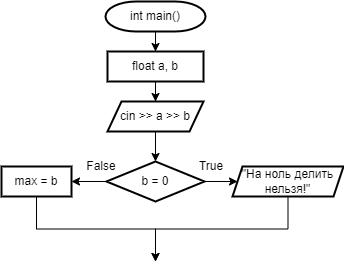 int main()
float a, b
cin >> a >> b
False
True
b = 0
max = b
"На ноль делить
нельзя!"